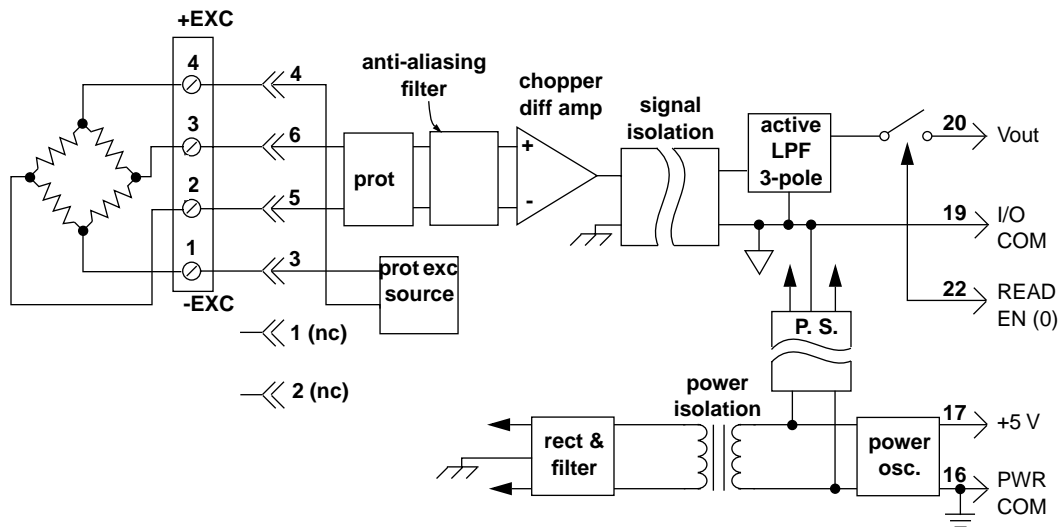 +EXC
4
3
2
1
-EXC
4
6
5
3
1 (nc)
2 (nc)
anti-aliasing
filter
prot
prot exc
source
chopper
diff amp
+
-
signal
isolation
active
LPF
3-pole
20
Vout
19
I/O
COM
22
READ
EN (0)
P. S.
power
isolation
rect &
filter
power
osc.
17
+5 V
16
PWR
COM